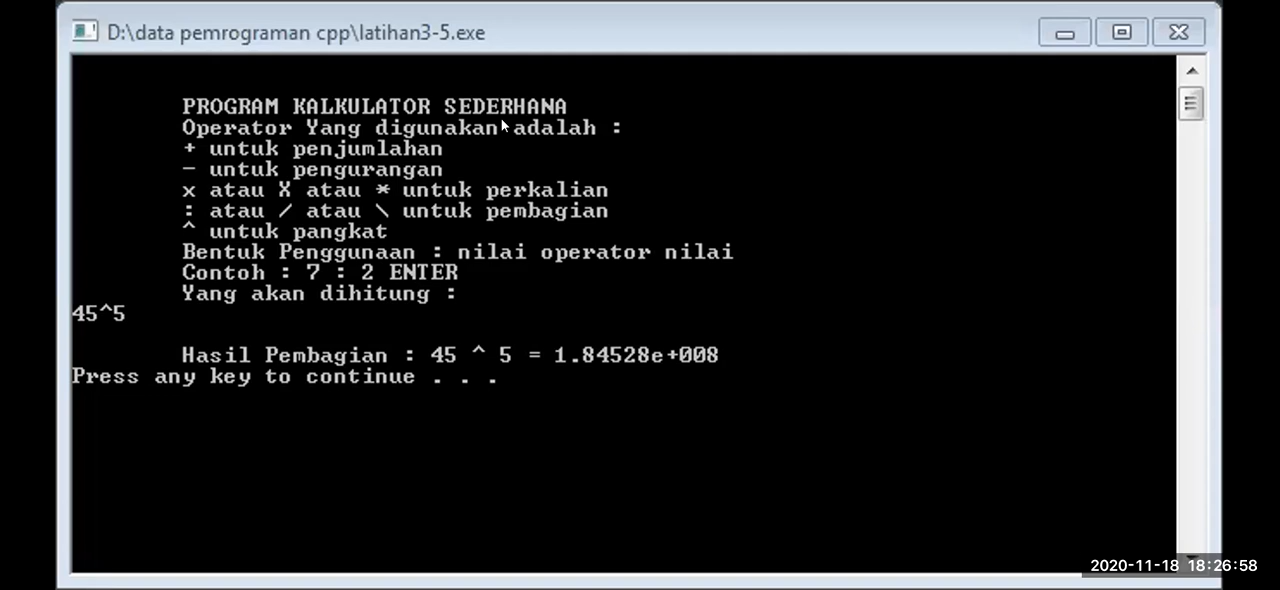 D:\data pemrograman cpp\latihan3-5.exe
PROGRAM KALKULATOR SEDERHANA
Operator Yang digunakan adalah :
+ untuk penjumlahan
- untuk pengurangan
x atau X atau * untuk perkalian
: atau / atau \ untuk pembagian
^ untuk pangkat
Bentuk Penggunaan : nilai operator nilai
Contoh : 7 : 2 ENTER
Yang akan dihitung :
45^5
Hasil Pembagian : 45 ^ 5 = 1.84528e+008
Press any key to continue . . .
2020-11-18 18:26:58